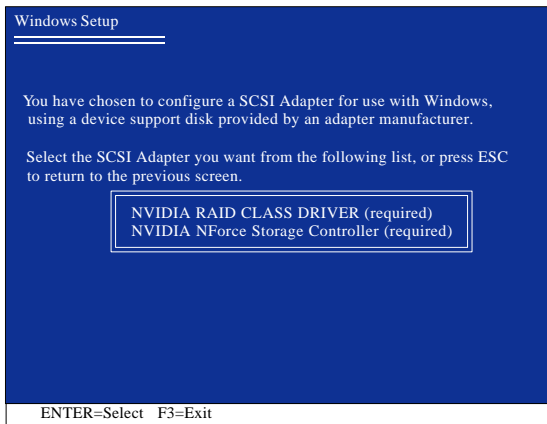 Windows Setup
You have chosen to configure a SCSI Adapter for use with Windows,
using a device support disk provided by an adapter manufacturer.
Select the SCSI Adapter you want from the following list, or press ESC
to return to the previous screen.
NVIDIA RAID CLASS DRIVER (required)
NVIDIA NForce Storage Controller (required)
ENTER=Select F3=Exit